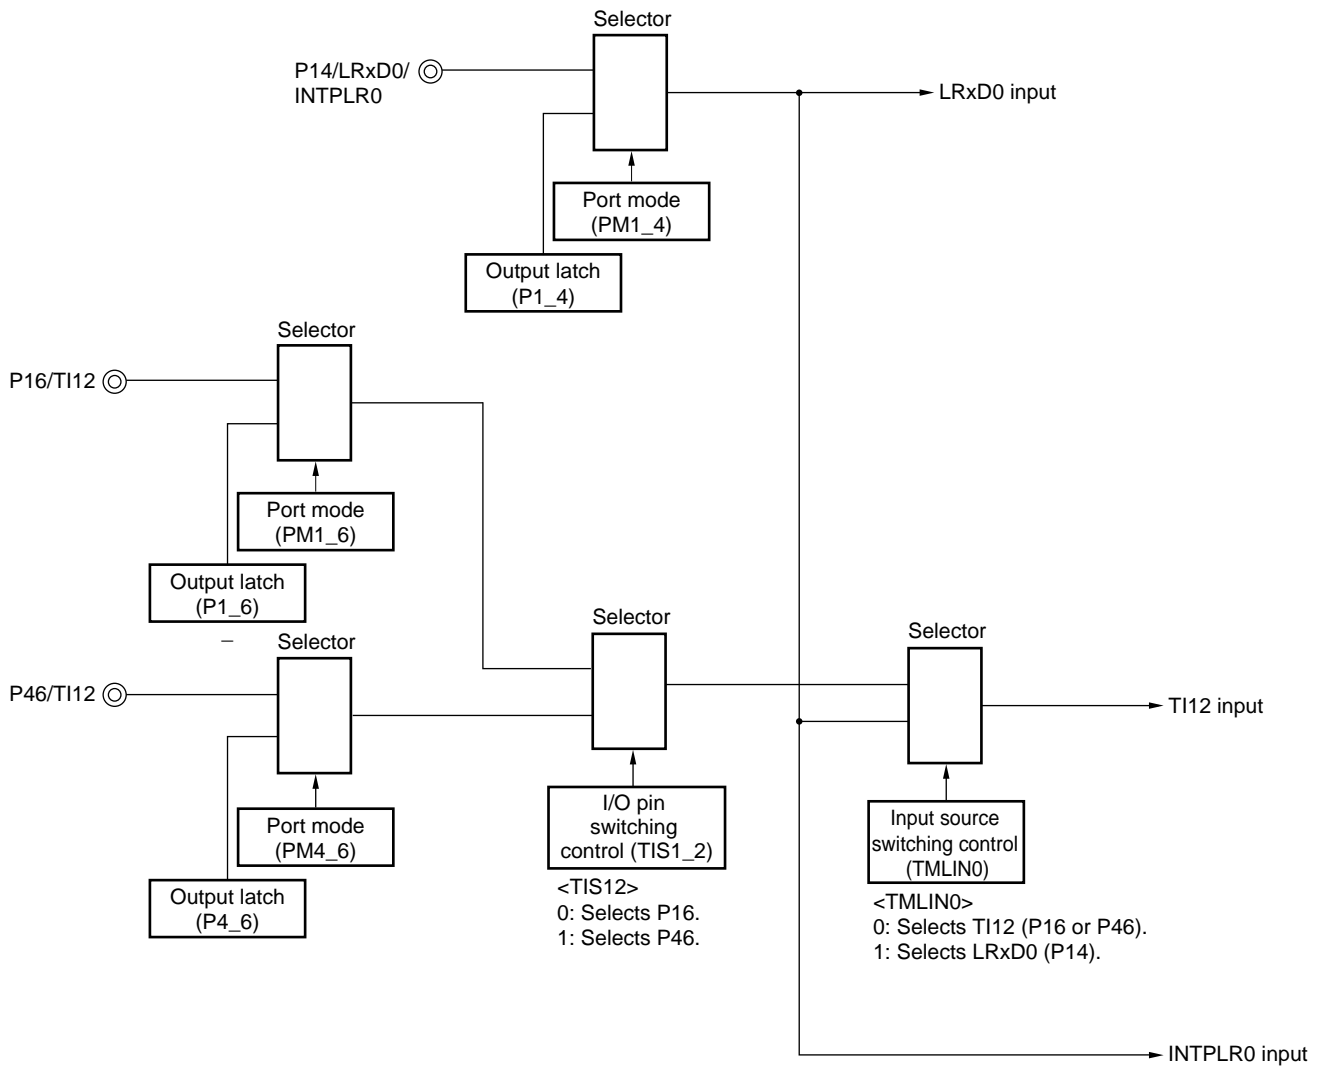 Selector
P14/LRxD0/
INTPLR0
LRxD0 input
Port mode
(PM1_4)
Output latch
(P1_4)
Selector
P16/TI12
Port mode
(PM1_6)
Output latch
(P1_6)
Selector
P46/TI12
Port mode
(PM4_6)
Output latch
(P4_6)
Selector
I/O pin
switching
control (TIS1_2)
<TIS12>
0: Selects P16.
1: Selects P46.
Selector
TI12 input
Input source
switching control
(TMLIN0)
<TMLIN0>
0: Selects TI12 (P16 or P46).
1: Selects LRxD0 (P14).
INTPLR0 input